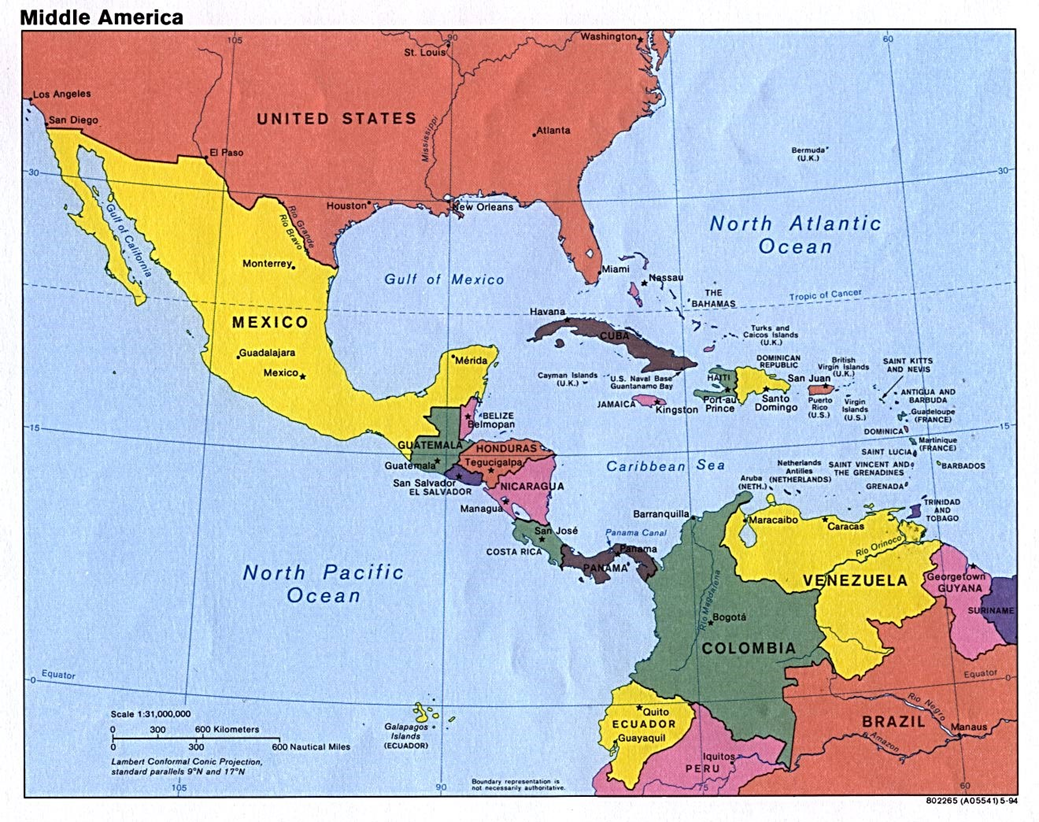 Middle America
105
90
60
Washington
St. Louis
Los Angeles
San Diego
UNITED STATES
Mississippi
Atlanta
El Paso
Bermuda
(U.K.)
30
30
Houston
New Orleans
Rio Grande
Rio Bravo
Gulf of California
North Atlantic
Ocean
Monterrey
Gulf of Mexico
Miami
Nassau
THE
BAHAMAS
Tropic of Cancer
MEXICO
Havana
CUBA
Turks and
Caicos Islands
(U.K.)
Guadalajara
Mexico
Mérida
Cayman Islands
(U.K.)
U.S. Naval Base
Guantanamo Bay
HAITI
DOMINICAN
REPUBLIC
San Juan
British
Virgin Islands
(U.K.)
SAINT KITTS
AND NEVIS
JAMAICA
Kingston
Port-au
Prince
Santo
Domingo
Puerto
Rico
(U.S.)
Virgin
Islands
(U.S.)
ANTIGUA AND
BARBUDA
Guadeloupe
(FRANCE)
BELIZE
Belmopan
15
15
DOMINICA
Martinique
(FRANCE)
GUATEMALA
Guatemala
HONDURAS
Tegucigalpa
SAINT LUCIA
Caribbean Sea
Netherlands
Antilles
(NETHERLANDS)
SAINT VINCENT AND
THE GRENADINES
BARBADOS
San Salvador
EL SALVADOR
NICARAGUA
Managua
Aruba
(NETH.)
GRENADA
Barranquilla
Maracaibo
Caracas
TRINIDAD
AND
TOBAGO
San José
COSTA RICA
Panama Canal
Panama
PANAMA
Rio Orinoco
North Pacific
Ocean
Rio Magdalena
VENEZUELA
Georgetown
GUYANA
SURINAME
Bogotá
COLOMBIA
Equator
0
Equator
0
Scale 1:31,000,000
0 300 600 Kilometers
0 300 600 Nautical Miles
Lambert Conformal Conic Projection,
standard parallels 9°N and 17°N
Galapagos
Islands
(ECUADOR)
Quito
ECUADOR
Guayaquil
Rio Negro
BRAZIL
Manaus
Amazon
Iquitos
PERU
Boundary representation is
not necessarily authoritative.
105
90
75
60
802265 (A05541) 5-94